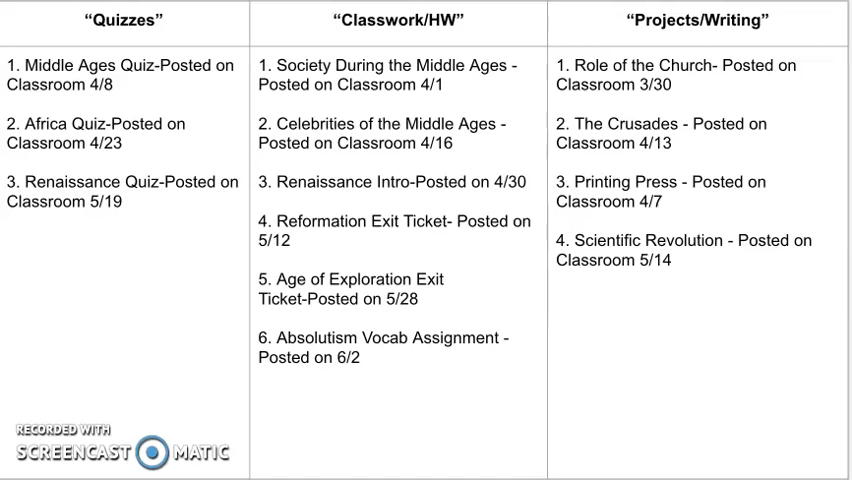 “Quizzes”
1. Middle Ages Quiz-Posted on
Classroom 4/8
2. Africa Quiz-Posted on
Classroom 4/23
3. Renaissance Quiz-Posted on
Classroom 5/19
“Classwork/HW”
1. Society During the Middle Ages -
Posted on Classroom 4/1
2. Celebrities of the Middle Ages -
Posted on Classroom 4/16
3. Renaissance Intro-Posted on 4/30
4. Reformation Exit Ticket- Posted on
5/12
5. Age of Exploration Exit
Ticket-Posted on 5/28
6. Absolutism Vocab Assignment -
Posted on 6/2
“Projects/Writing”
1. Role of the Church- Posted on
Classroom 3/30
2. The Crusades - Posted on
Classroom 4/13
3. Printing Press - Posted on
Classroom 4/7
4. Scientific Revolution - Posted on
Classroom 5/14
RECORDED WITH
SCREENCAST MATIC